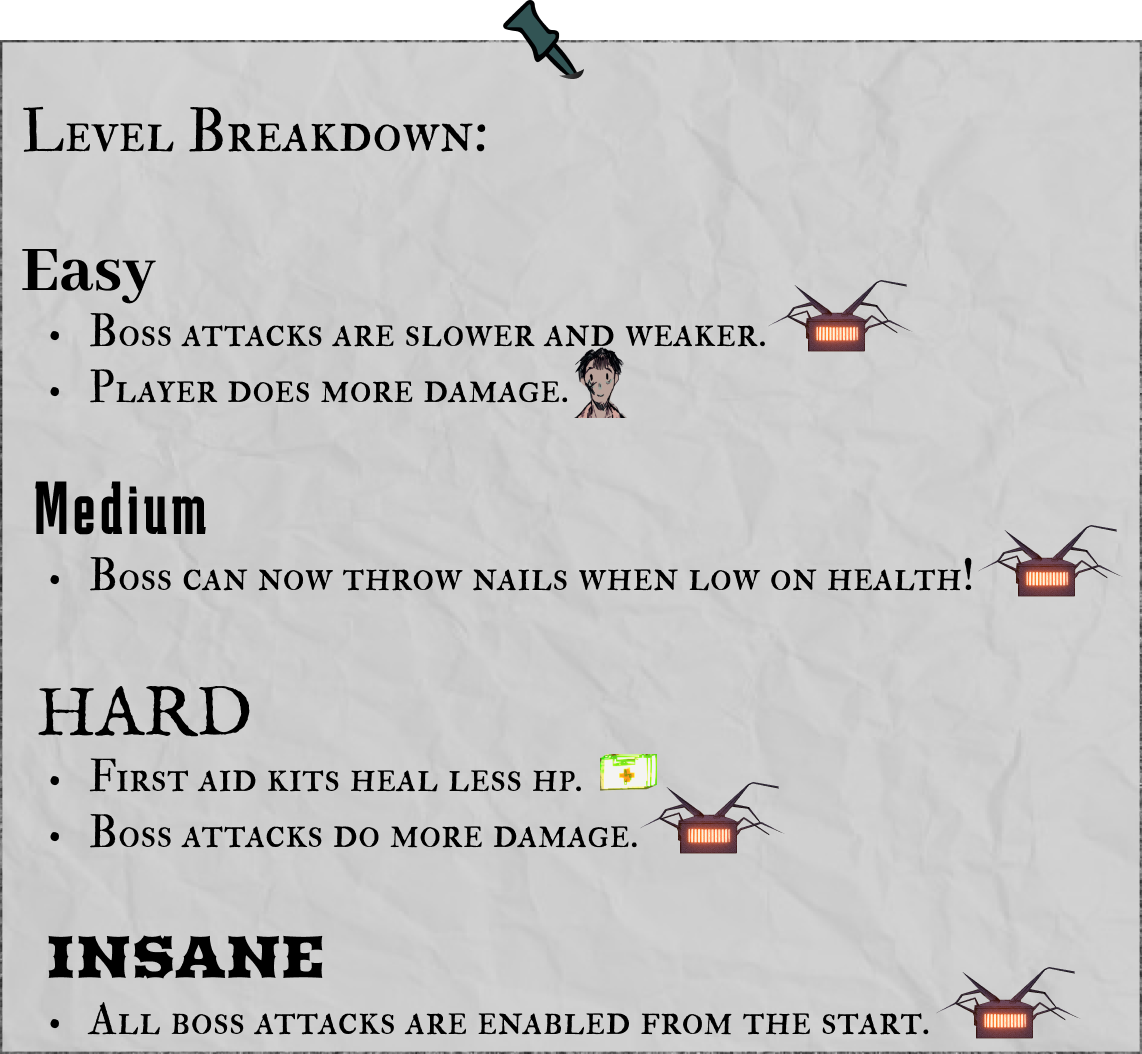 Level Breakdown:
Easy
• Boss attacks are slower and weaker.
• Player does more damage.
Medium
• Boss can now throw nails when low on health!
HARD
• First aid kits heal less hp.
• Boss attacks do more damage.
INSANE
• All boss attacks are enabled from the start.